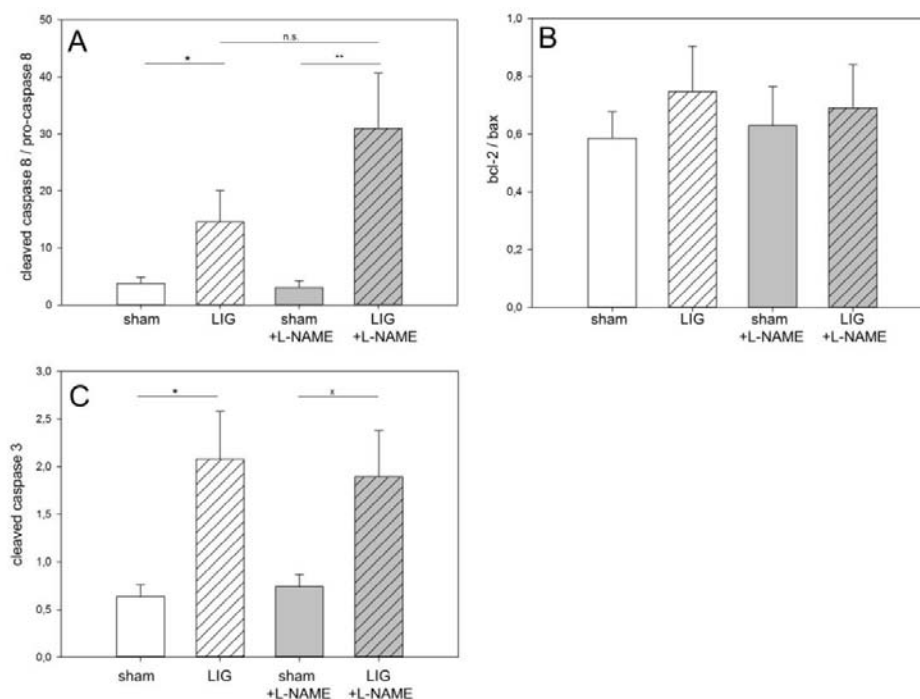 A
cleaved caspase 8 / pro-caspase 8
50
40
30
20
10
0
n.s.
*
**
sham
LIG
sham
+L-NAME
LIG
+L-NAME
B
bcl-2 / bax
1,0
0,8
0,6
0,4
0,2
0,0
sham
LIG
sham
+L-NAME
LIG
+L-NAME
C
cleaved caspase 3
3,0
2,5
2,0
1,5
1,0
0,5
0,0
*
x
sham
LIG
sham
+L-NAME
LIG
+L-NAME